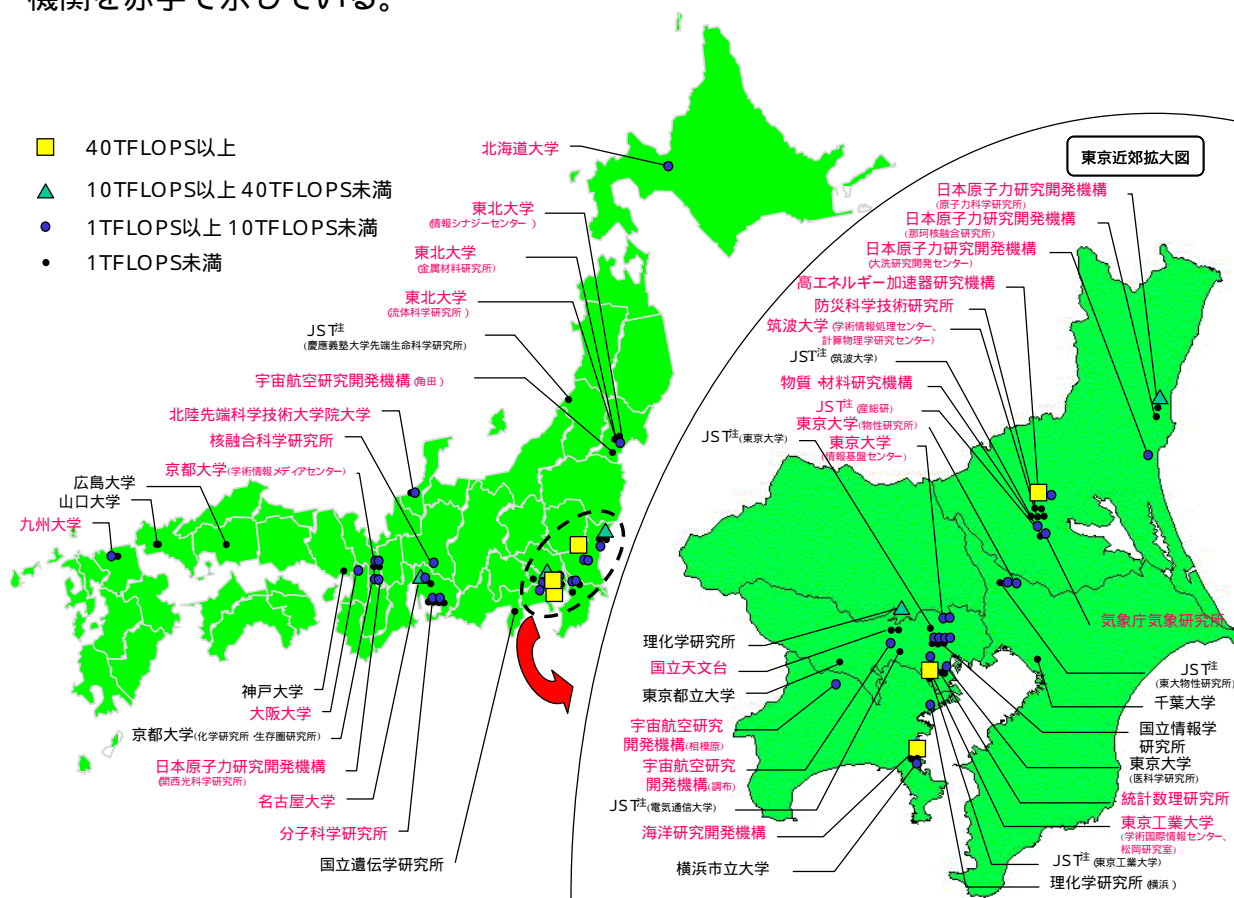 機関を赤字で示している。
40TFLOPS以上
10TFLOPS以上 40TFLOPS未満
1TFLOPS以上 10TFLOPS未満
1TFLOPS未満
北海道大学
東北大学
(情報シナジーセンター)
東北大学
(金属材料研究所)
東北大学
(流体科学研究所)
JST注
(慶應義塾大学先端生命科学研究所)
宇宙航空研究開発機構(角田)
北陸先端科学技術大学院大学
核融合科学研究所
京都大学(学術情報メディアセンター)
広島大学
山口大学
九州大学
神戸大学
大阪大学
京都大学(化学研究所・生存圏研究所)
日本原子力研究開発機構
(関西光科学研究所)
名古屋大学
分子科学研究所
国立遺伝学研究所
東京近郊拡大図
日本原子力研究開発機構
(原子力科学研究所)
日本原子力研究開発機構
(那珂核融合研究所)
日本原子力研究開発機構
(大洗研究開発センター)
高エネルギー加速器研究機構
防災科学技術研究所
筑波大学(学術情報処理センター、
計算物理学研究センター)
JST注(筑波大学)
物質・材料研究機構
JST注(産総研)
東京大学(物性研究所)
JST注(東京大学)
東京大学
(情報基盤センター)
理化学研究所
国立天文台
東京都立大学
宇宙航空研究
開発機構(相模原)
宇宙航空研究
開発機構(調布)
JST注(電気通信大学)
海洋研究開発機構
横浜市立大学
気象庁気象研究所
JST注
(東大物性研究所)
千葉大学
国立情報学
研究所
東京大学
(医科学研究所)
統計数理研究所
東京工業大学
(学術国際情報センター、
松岡研究室)
JST注(東京工業大学)
理化学研究所(横浜)